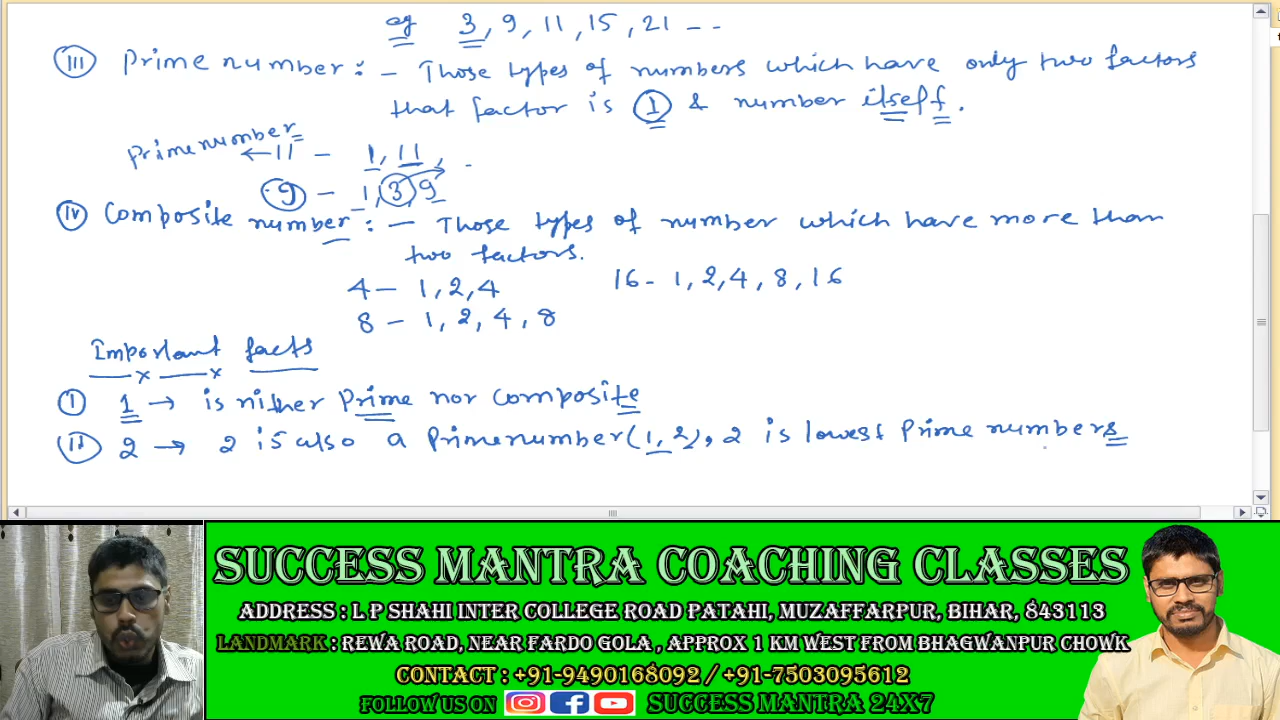 eg 3, 9, 11, 15, 21 - -
(iii) Prime number : - Those types of numbers which have only two factors
that factor is 1 & number itself.
Prime number ← 11 - 1, 11, -
9 - 1, 3, 9
(iv) Composite number : - Those types of number which have more than
two factors.
4 - 1, 2, 4 16 - 1, 2, 4, 8, 16
8 - 1, 2, 4, 8
Important facts
(i) 1 → is nither Prime nor composite
(ii) 2 → 2 is also a Prime number (1, 2), 2 is lowest Prime numbers
SUCCESS MANTRA COACHING CLASSES
ADDRESS : L P SHAHI INTER COLLEGE ROAD PATAHI, MUZAFFARPUR, BIHAR, 843113
LANDMARK : REWA ROAD, NEAR FARDO GOLA , APPROX 1 KM WEST FROM BHAGWANPUR CHOWK
CONTACT : +91-9490168092 / +91-7503095612
FOLLOW US ON SUCCESS MANTRA 24X7